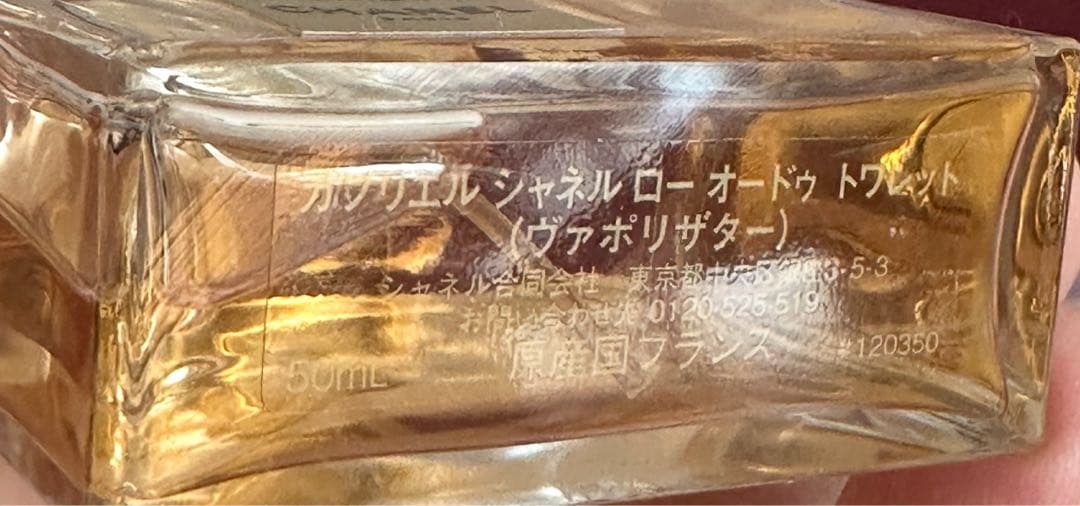 CHANEL
PARIS
ガブリエル シャネル ロー オードゥ トワレット
(ヴァポリザター)
シャネル合同会社 東京都中央区銀座3-5-3
お問い合わせ先 0120-525-519
原産国フランス
#120350
50mL